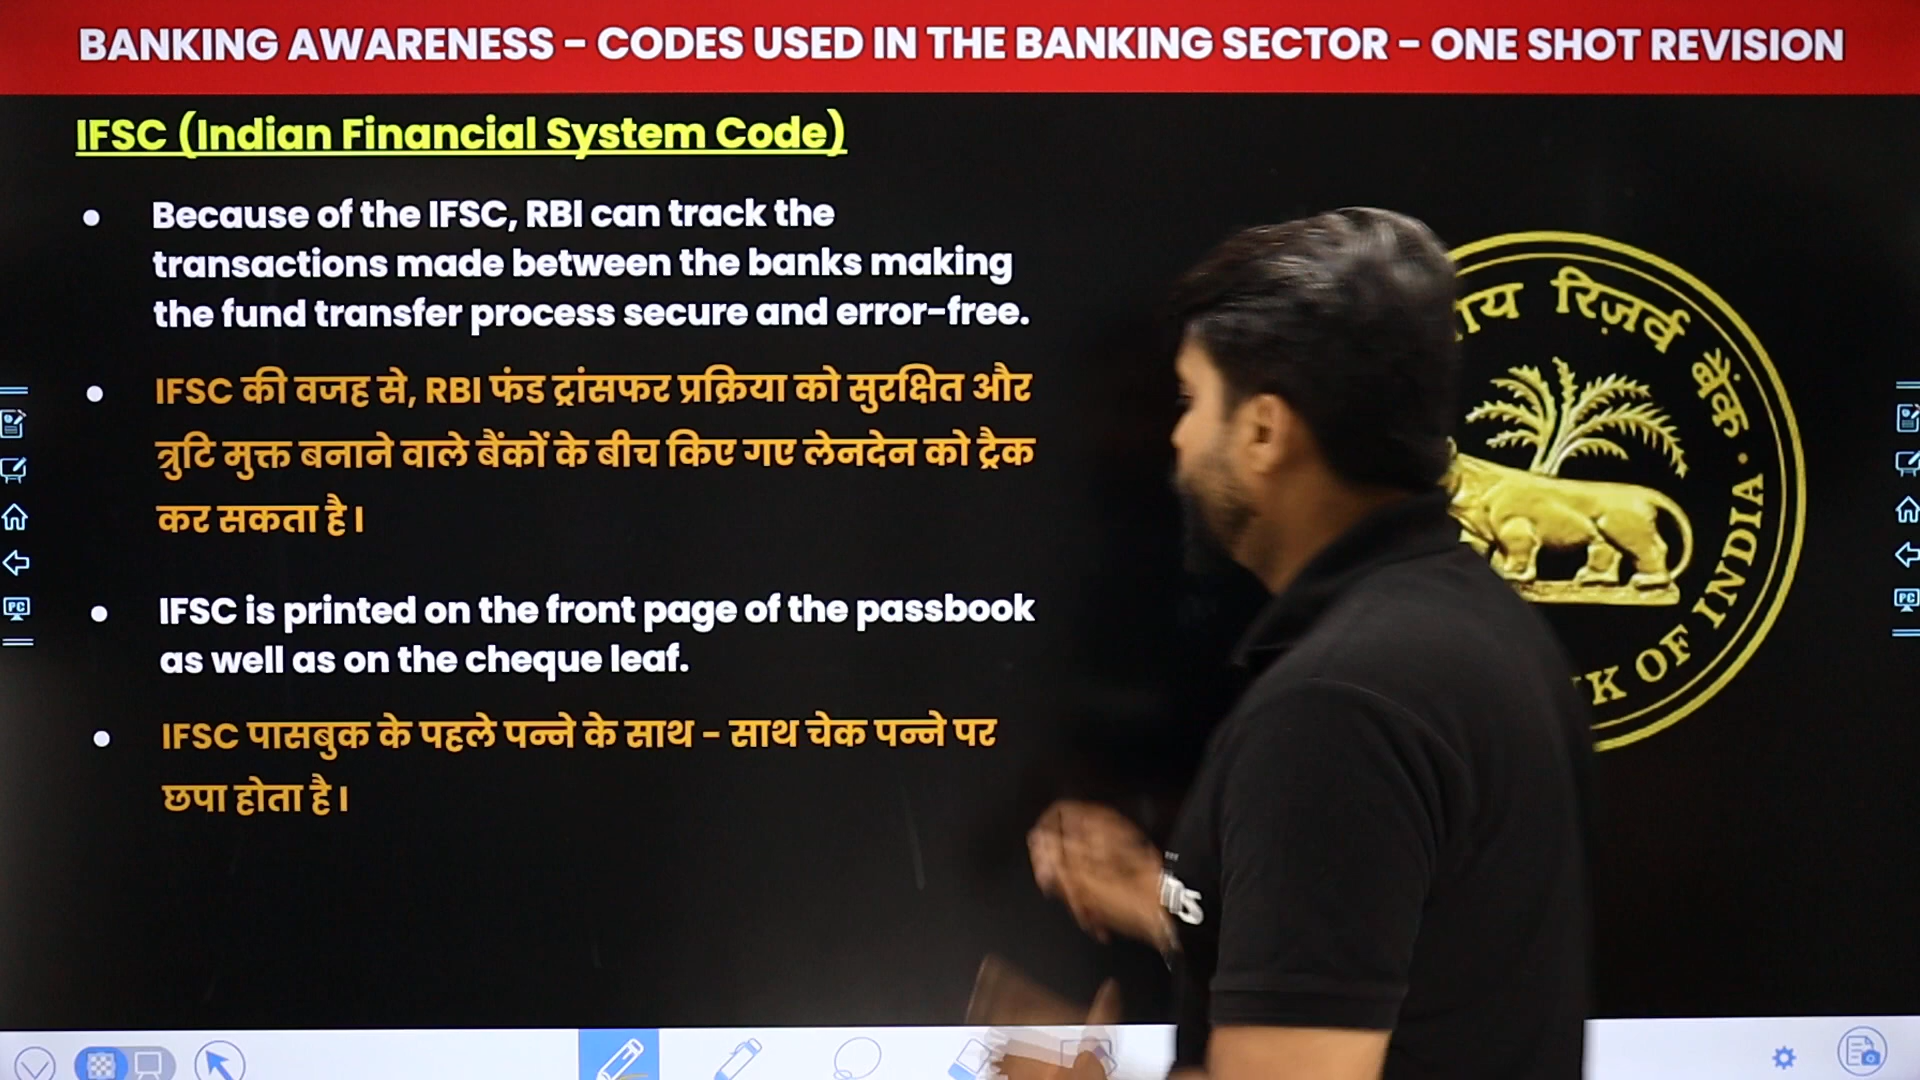 BANKING AWARENESS - CODES USED IN THE BANKING SECTOR - ONE SHOT REVISION
IFSC (Indian Financial System Code)
Because of the IFSC, RBI can track the
transactions made between the banks making
the fund transfer process secure and error-free.
IFSC की वजह से, RBI फंड ट्रांसफर प्रक्रिया को सुरक्षित और
त्रुटि मुक्त बनाने वाले बैंकों के बीच किए गए लेनदेन को ट्रैक
कर सकता है।
IFSC is printed on the front page of the passbook
as well as on the cheque leaf.
IFSC पासबुक के पहले पन्ने के साथ - साथ चेक पन्ने पर
छपा होता है।
रिज़र्व बैंक
OF INDIA
PC
PC